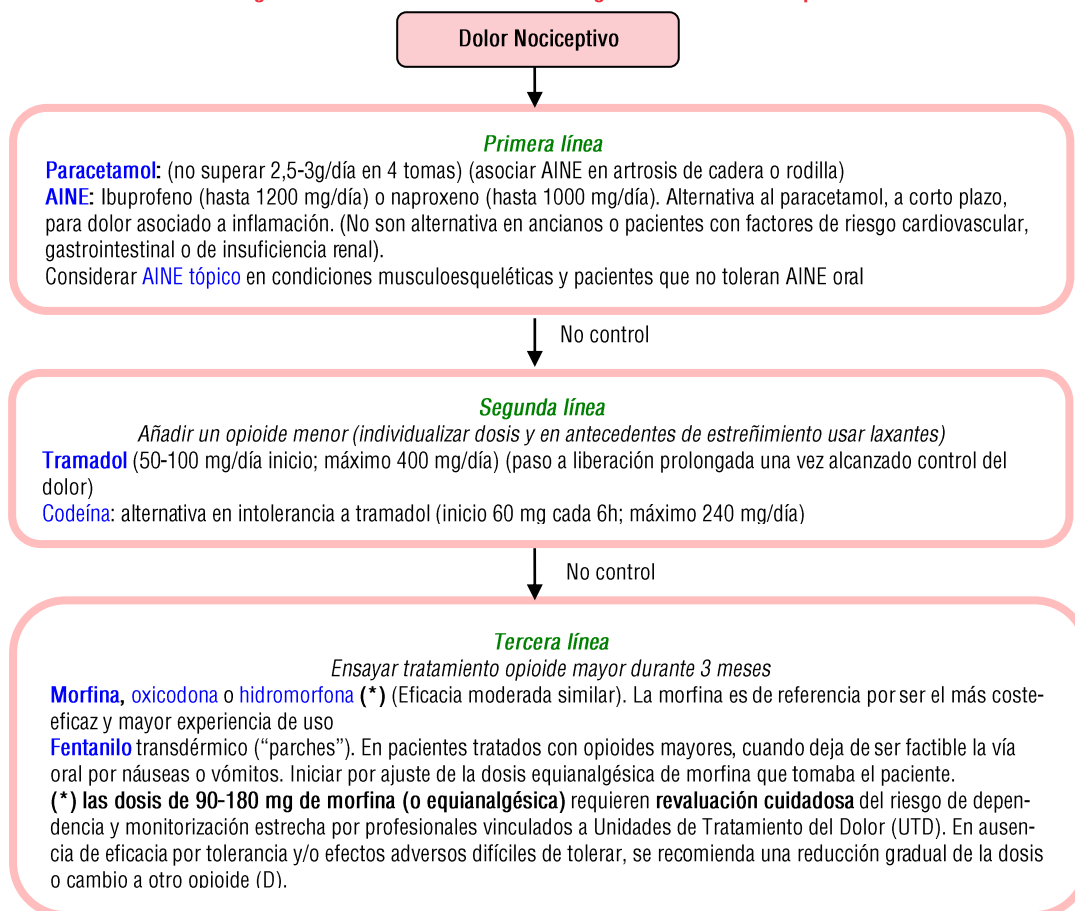 Dolor Nociceptivo
Primera línea
Paracetamol: (no superar 2,5-3g/día en 4 tomas) (asociar AINE en artrosis de cadera o rodilla)
AINE: Ibuprofeno (hasta 1200 mg/día) o naproxeno (hasta 1000 mg/día). Alternativa al paracetamol, a corto plazo,
para dolor asociado a inflamación. (No son alternativa en ancianos o pacientes con factores de riesgo cardiovascular,
gastrointestinal o de insuficiencia renal).
Considerar AINE tópico en condiciones musculoesqueléticas y pacientes que no toleran AINE oral
No control
Segunda línea
Añadir un opioide menor (individualizar dosis y en antecedentes de estreñimiento usar laxantes)
Tramadol (50-100 mg/día inicio; máximo 400 mg/día) (paso a liberación prolongada una vez alcanzado control del
dolor)
Codeína: alternativa en intolerancia a tramadol (inicio 60 mg cada 6h; máximo 240 mg/día)
No control
Tercera línea
Ensayar tratamiento opioide mayor durante 3 meses
Morfina, oxicodona o hidromorfona (*) (Eficacia moderada similar). La morfina es de referencia por ser el más coste-
eficaz y mayor experiencia de uso
Fentanilo transdérmico (“parches”). En pacientes tratados con opioides mayores, cuando deja de ser factible la vía
oral por náuseas o vómitos. Iniciar por ajuste de la dosis equianalgésica de morfina que tomaba el paciente.
(*) las dosis de 90-180 mg de morfina (o equianalgésica) requieren revaluación cuidadosa del riesgo de depen-
dencia y monitorización estrecha por profesionales vinculados a Unidades de Tratamiento del Dolor (UTD). En ausen-
cia de eficacia por tolerancia y/o efectos adversos difíciles de tolerar, se recomienda una reducción gradual de la dosis
o cambio a otro opioide (D).